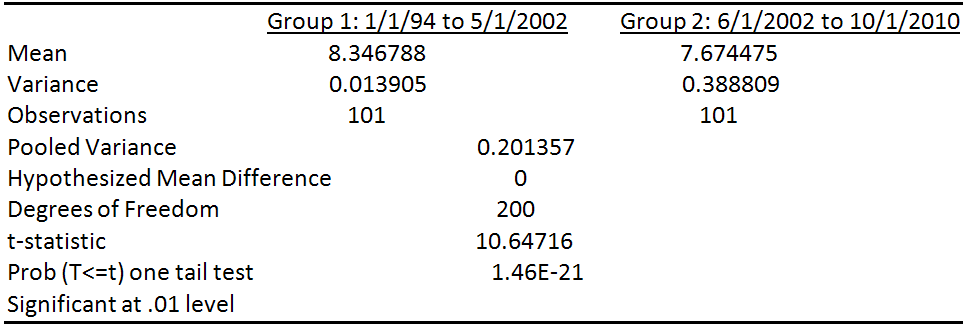 Group 1: 1/1/94 to 5/1/2002 Group 2: 6/1/2002 to 10/1/2010
Mean 8.346788 7.674475
Variance 0.013905 0.388809
Observations 101 101
Pooled Variance 0.201357
Hypothesized Mean Difference 0
Degrees of Freedom 200
t-statistic 10.64716
Prob (T<=t) one tail test 1.46E-21
Significant at .01 level